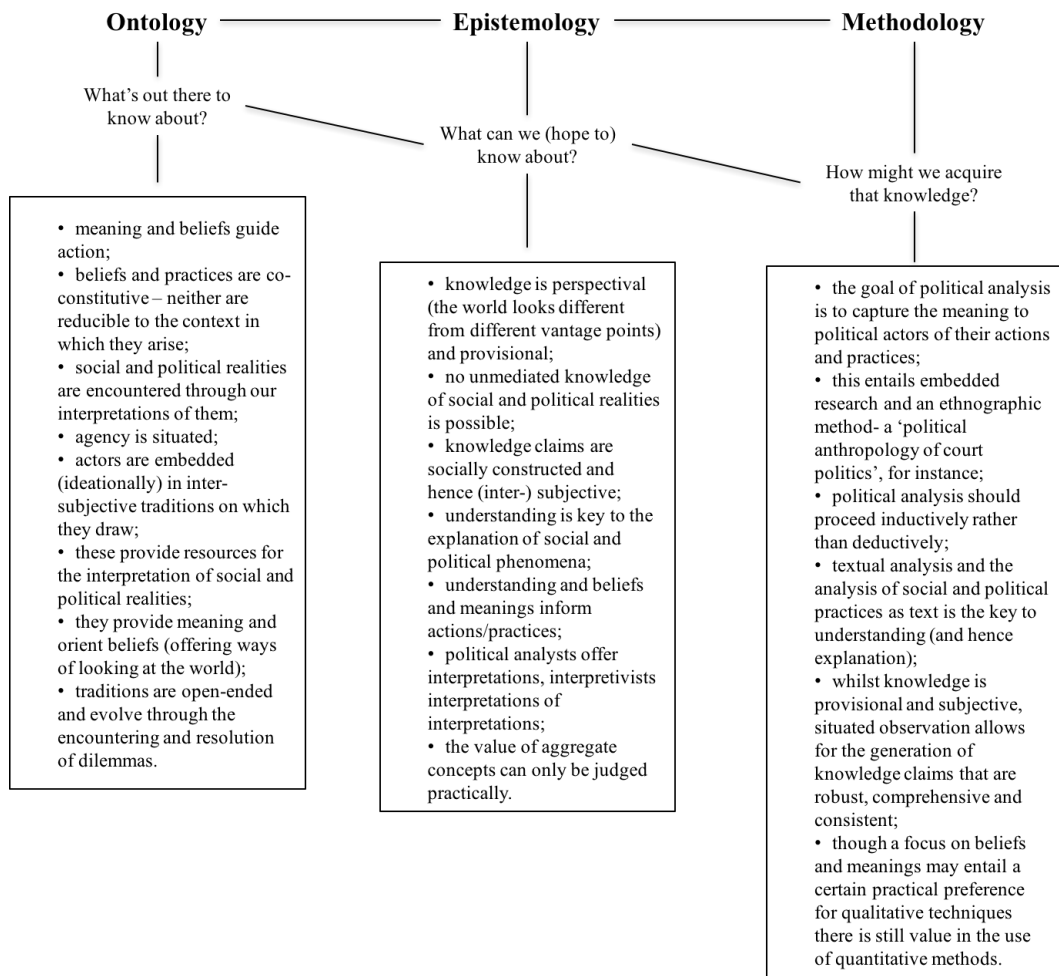 Ontology
Epistemology
Methodology
What’s out there to
know about?
What can we (hope to)
know about?
How might we acquire
that knowledge?
• meaning and beliefs guide
action;
• beliefs and practices are co-
constitutive – neither are
reducible to the context in
which they arise;
• social and political realities
are encountered through our
interpretations of them;
• agency is situated;
• actors are embedded
(ideationally) in inter-
subjective traditions on which
they draw;
• these provide resources for
the interpretation of social and
political realities;
• they provide meaning and
orient beliefs (offering ways
of looking at the world);
• traditions are open-ended
and evolve through the
encountering and resolution
of dilemmas.
• knowledge is perspectival
(the world looks different
from different vantage points)
and provisional;
• no unmediated knowledge
of social and political realities
is possible;
• knowledge claims are
socially constructed and
hence (inter-) subjective;
• understanding is key to the
explanation of social and
political phenomena;
• understanding and beliefs
and meanings inform
actions/practices;
• political analysts offer
interpretations, interpretivists
interpretations of
interpretations;
• the value of aggregate
concepts can only be judged
practically.
• the goal of political analysis
is to capture the meaning to
political actors of their actions
and practices;
• this entails embedded
research and an ethnographic
method- a ‘political
anthropology of court
politics’, for instance;
• political analysis should
proceed inductively rather
than deductively;
• textual analysis and the
analysis of social and political
practices as text is the key to
understanding (and hence
explanation);
• whilst knowledge is
provisional and subjective,
situated observation allows
for the generation of
knowledge claims that are
robust, comprehensive and
consistent;
• though a focus on beliefs
and meanings may entail a
certain practical preference
for qualitative techniques
there is still value in the use
of quantitative methods.